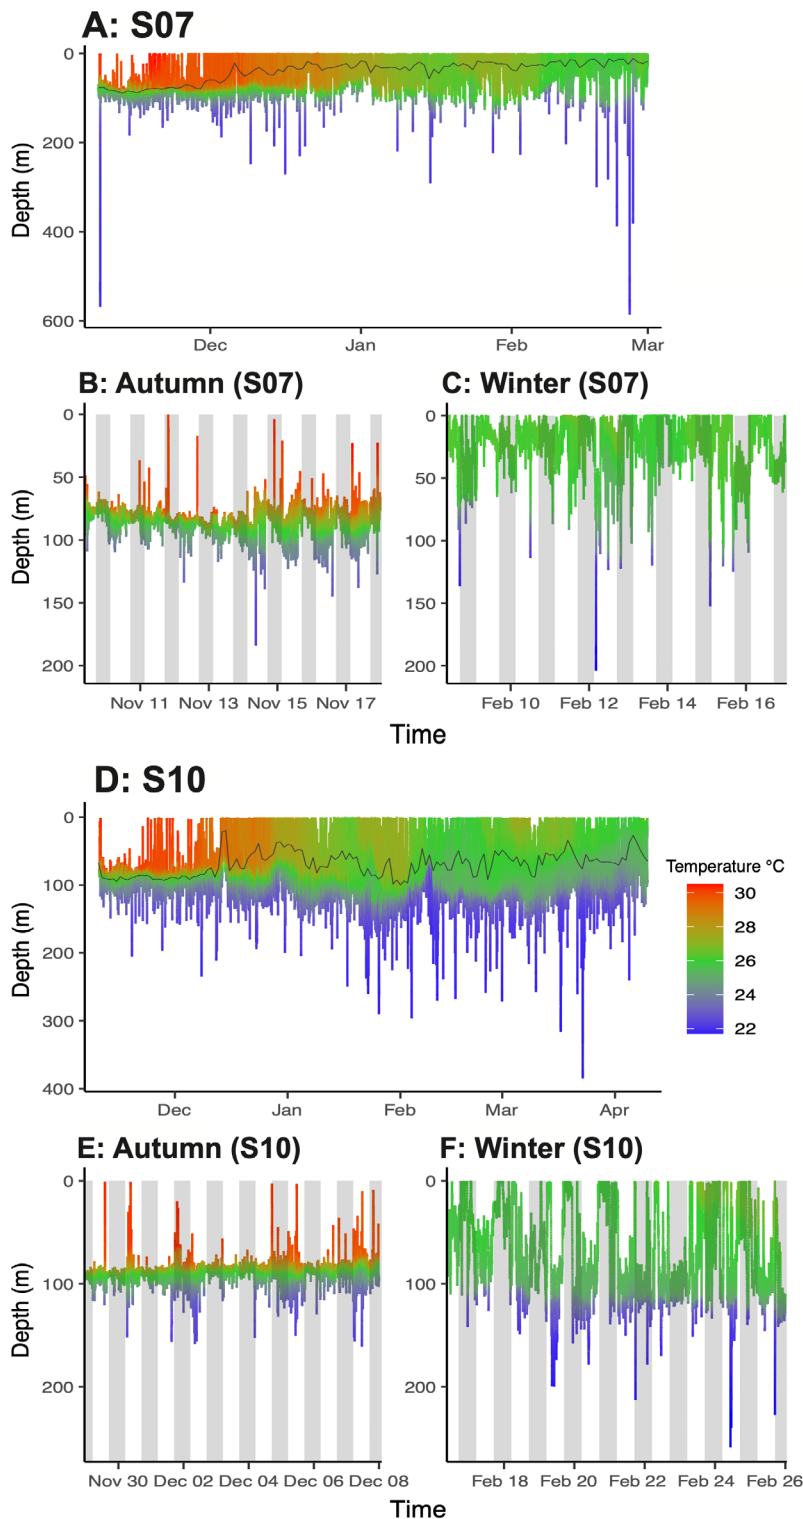 A: S07
0
200
400
600
Depth (m)
Dec Jan Feb Mar
B: Autumn (S07)
0
50
100
150
200
Depth (m)
Nov 11 Nov 13 Nov 15 Nov 17
C: Winter (S07)
0
50
100
150
200
Feb 10 Feb 12 Feb 14 Feb 16
Time
D: S10
0
100
200
300
400
Depth (m)
Dec Jan Feb Mar Apr
Temperature °C
30
28
26
24
22
E: Autumn (S10)
0
100
200
Depth (m)
Nov 30 Dec 02 Dec 04 Dec 06 Dec 08
F: Winter (S10)
0
100
200
Feb 18 Feb 20 Feb 22 Feb 24 Feb 26
Time